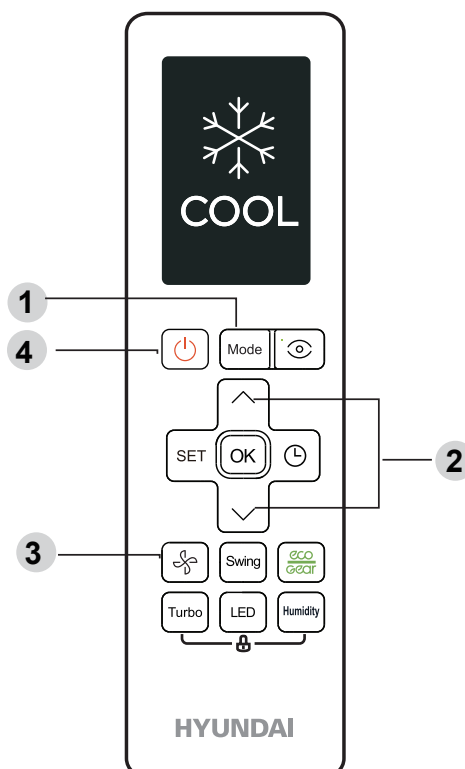 COOL
1
4
Mode
SET
OK
2
3
Swing
eco
Gear
Turbo
LED
Humidity
HYUNDAI